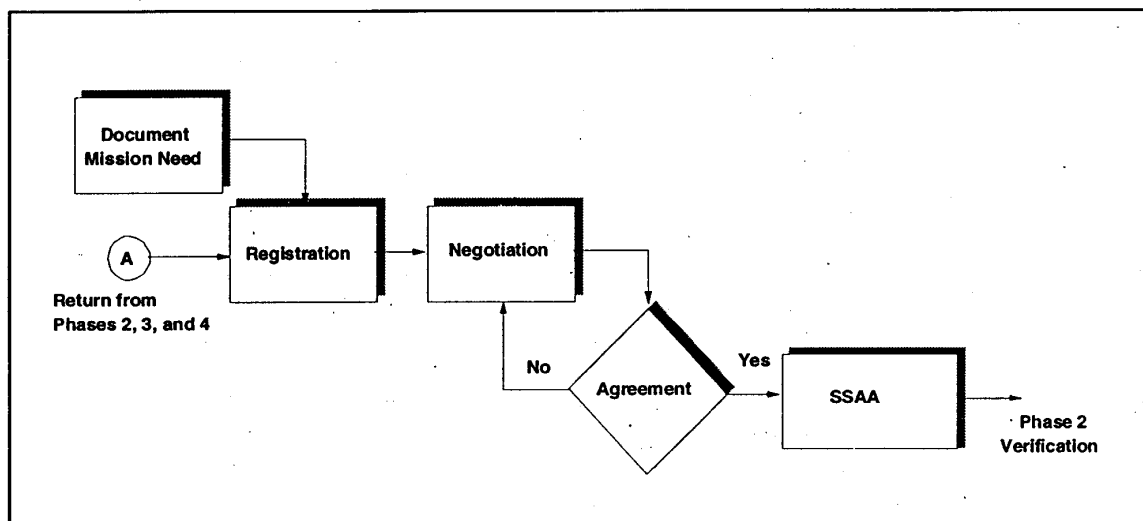 Document
Mission Need
A
Return from
Phases 2, 3, and 4
Registration
Negotiation
No
Agreement
Yes
SSAA
Phase 2
Verification